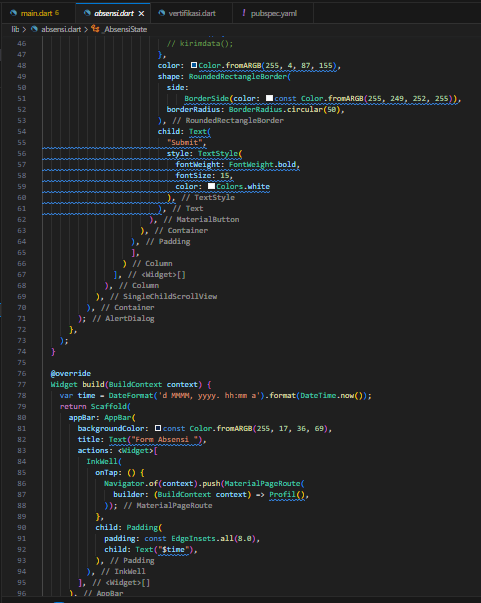 main.dart 6
absensi.dart
vertifikasi.dart
pubspec.yaml
lib > absensi.dart > _AbsensiState
46 // kirimdata();
47 },
48 color: Color.fromARGB(255, 4, 87, 155),
49 shape: RoundedRectangleBorder(
50 side:
51 BorderSide(color: const Color.fromARGB(255, 249, 252, 255)),
52 borderRadius: BorderRadius.circular(50),
53 ), // RoundedRectangleBorder
54 child: Text(
55 "Submit",
56 style: TextStyle(
57 fontWeight: FontWeight.bold,
58 fontSize: 15,
59 color: Colors.white
60 ), // TextStyle
61 ), // Text
62 ), // MaterialButton
63 ), // Container
64 ), // Padding
65 ],
66 ) // Column
67 ], // <Widget>[]
68 ), // Column
69 ), // SingleChildScrollView
70 ), // Container
71 ); // AlertDialog
72 },
73 );
74 }
75
76 @override
77 Widget build(BuildContext context) {
78 var time = DateFormat('d MMMM, yyyy. hh:mm a').format(DateTime.now());
79 return Scaffold(
80 appBar: AppBar(
81 backgroundColor: const Color.fromARGB(255, 17, 36, 69),
82 title: Text("Form Absensi "),
83 actions: <Widget>[
84 InkWell(
85 onTap: () {
86 Navigator.of(context).push(MaterialPageRoute(
87 builder: (BuildContext context) => Profil(),
88 )); // MaterialPageRoute
89 },
90 child: Padding(
91 padding: const EdgeInsets.all(8.0),
92 child: Text("$time"),
93 ), // Padding
94 ), // InkWell
95 ], // <Widget>[]
96 ), // AppBar